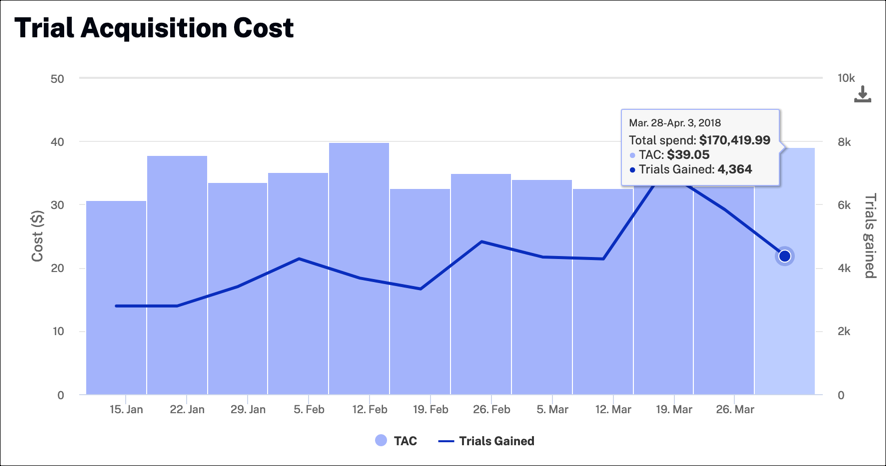 Trial Acquisition Cost
50
40
30
20
10
0
Cost ($)
10k
8k
6k
4k
2k
0
Trials gained
Mar. 28-Apr. 3, 2018
Total spend: $170,419.99
TAC: $39.05
Trials Gained: 4,364
15. Jan
22. Jan
29. Jan
5. Feb
12. Feb
19. Feb
26. Feb
5. Mar
12. Mar
19. Mar
26. Mar
TAC
Trials Gained